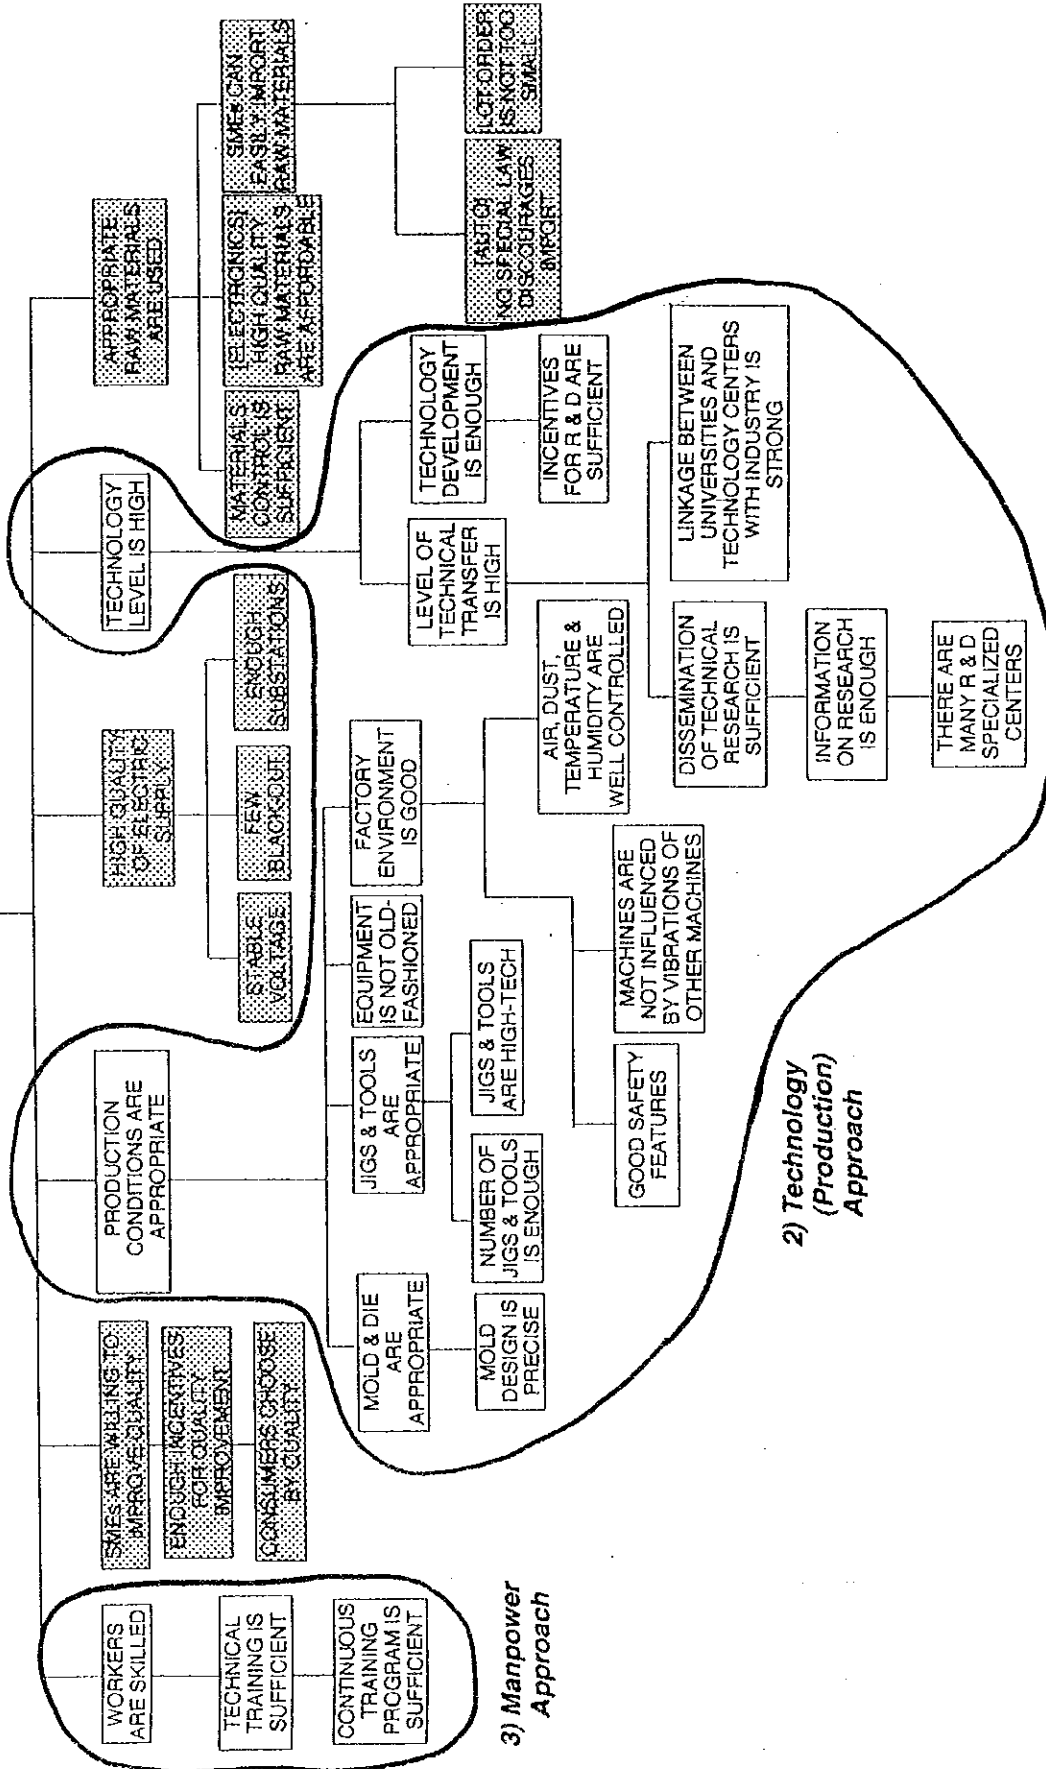 WORKERS
ARE SKILLED
TECHNICAL
TRAINING IS
SUFFICIENT
CONTINUOUS
TRAINING
PROGRAM IS
SUFFICIENT
3) Manpower
Approach
SMEs ARE WILLING TO
IMPROVE QUALITY
ENOUGH INCENTIVES
FOR QUALITY
IMPROVEMENT
CONSUMERS CHOOSE
BY QUALITY
PRODUCTION
CONDITIONS ARE
APPROPRIATE
MOLD & DIE
ARE
APPROPRIATE
MOLD
DESIGN IS
PRECISE
JIGS & TOOLS
ARE
APPROPRIATE
NUMBER OF
JIGS & TOOLS
IS ENOUGH
JIGS & TOOLS
ARE HIGH-TECH
EQUIPMENT
IS NOT OLD-
FASHIONED
FACTORY
ENVIRONMENT
IS GOOD
GOOD SAFETY
FEATURES
MACHINES ARE
NOT INFLUENCED
BY VIBRATIONS OF
OTHER MACHINES
AIR, DUST,
TEMPERATURE &
HUMIDITY ARE
WELL CONTROLLED
2) Technology
(Production)
Approach
HIGH QUALITY
OF ELECTRIC
SUPPLY
STABLE
VOLTAGE
FEW
BLACK-OUT
ENOUGH
SUBSTATIONS
TECHNOLOGY
LEVEL IS HIGH
LEVEL OF
TECHNICAL
TRANSFER
IS HIGH
DISSEMINATION
OF TECHNICAL
RESEARCH IS
SUFFICIENT
INFORMATION
ON RESEARCH
IS ENOUGH
THERE ARE
MANY R & D
SPECIALIZED
CENTERS
LINKAGE BETWEEN
UNIVERSITIES AND
TECHNOLOGY CENTERS
WITH INDUSTRY IS
STRONG
TECHNOLOGY
DEVELOPMENT
IS ENOUGH
INCENTIVES
FOR R & D ARE
SUFFICIENT
APPROPRIATE
RAW MATERIALS
ARE USED
MATERIALS
CONTROL IS
SUFFICIENT
[ELECTRONICS]
HIGH QUALITY
RAW MATERIALS
ARE AFFORDABLE
SMEs CAN
EASILY IMPORT
RAW MATERIALS
[AUTO]
NO SPECIAL LAW
DISCOURAGES
IMPORT
LOT ORDER
IS NOT TOO
SMALL